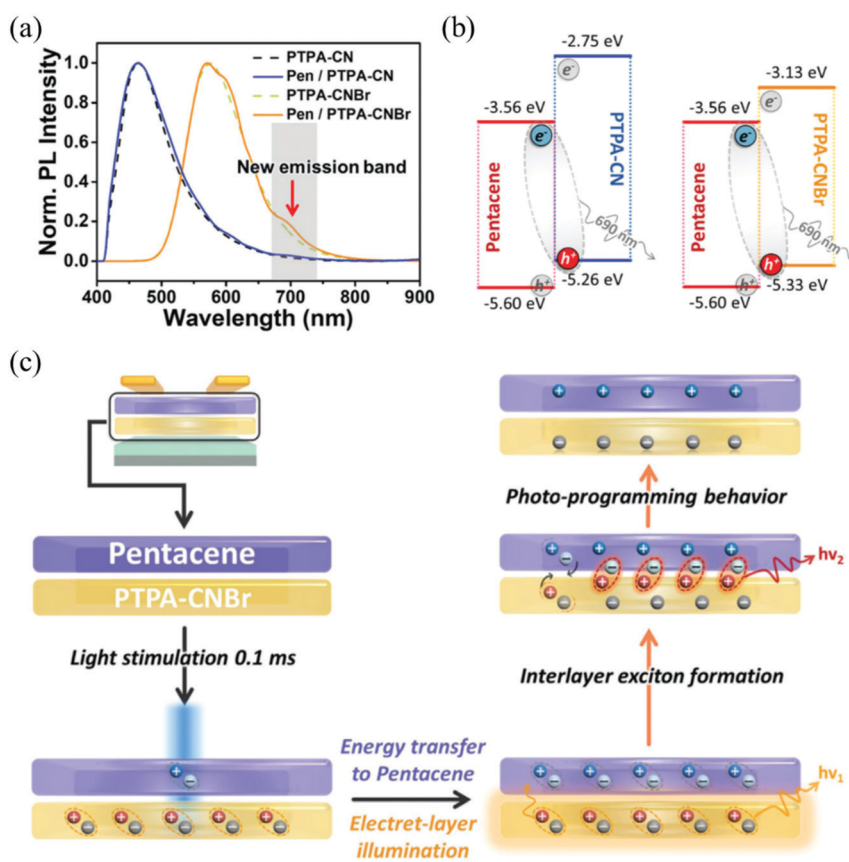 (a)
Norm. PL Intensity
1.0
0.8
0.6
0.4
0.2
0.0
400 500 600 700 800 900
Wavelength (nm)
PTPA-CN
Pen / PTPA-CN
PTPA-CNBr
Pen / PTPA-CNBr
New emission band
(b)
-2.75 eV
e-
-3.56 eV
e-
Pentacene
PTPA-CN
690 nm
h+
h+
-5.26 eV
-5.60 eV
-3.13 eV
e-
-3.56 eV
e-
Pentacene
PTPA-CNBr
690 nm
h+
h+
-5.33 eV
-5.60 eV
(c)
Pentacene
PTPA-CNBr
Light stimulation 0.1 ms
Energy transfer
to Pentacene
Electret-layer
illumination
hv1
Interlayer exciton formation
hv2
Photo-programming behavior